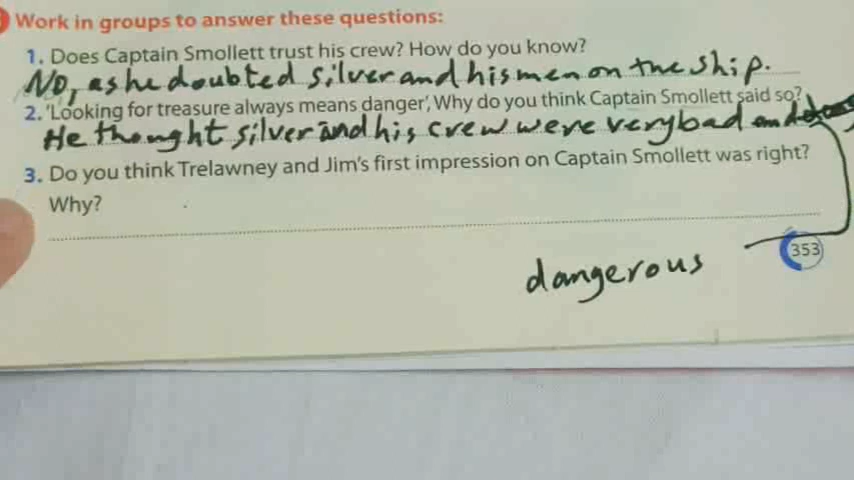 Work in groups to answer these questions:
1. Does Captain Smollett trust his crew? How do you know?
No, as he doubted silver and his men on the ship.
2. 'Looking for treasure always means danger', Why do you think Captain Smollett said so?
He thought silver and his crew were very bad and
3. Do you think Trelawney and Jim's first impression on Captain Smollett was right?
Why?
dangerous
353